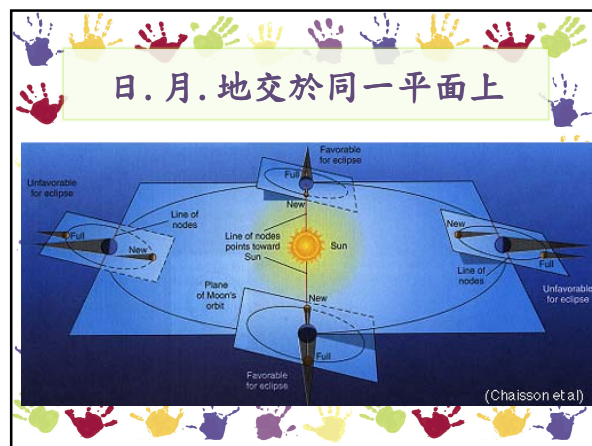 日.月.地交於同一平面上
Favorable
for eclipse
Full
New
Unfavorable
for eclipse
Line of
nodes
Full
New
Line of nodes
points toward
Sun
Sun
New
Full
Line of
nodes
Unfavorable
for eclipse
Plane
of Moon's
orbit
New
Full
Favorable
for eclipse
(Chaisson et al)